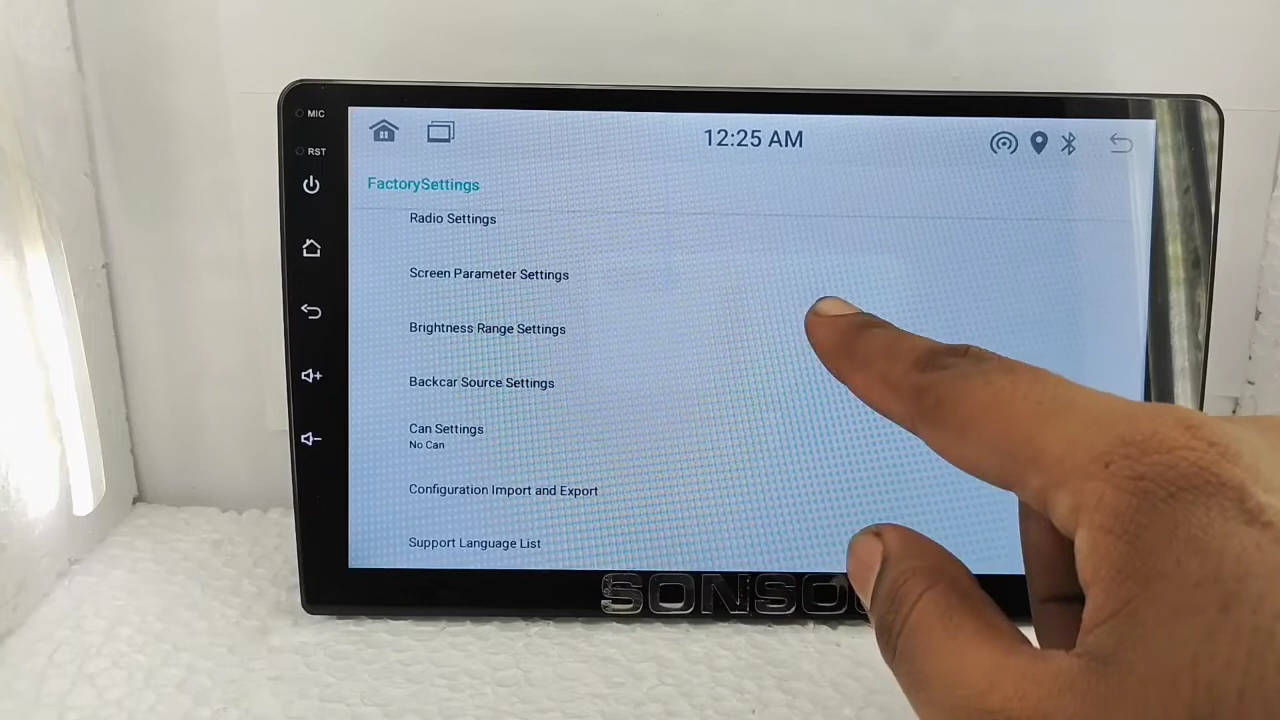 MIC
RST
12:25 AM
FactorySettings
Radio Settings
Screen Parameter Settings
Brightness Range Settings
Backcar Source Settings
Can Settings
No Can
Configuration Import and Export
Support Language List